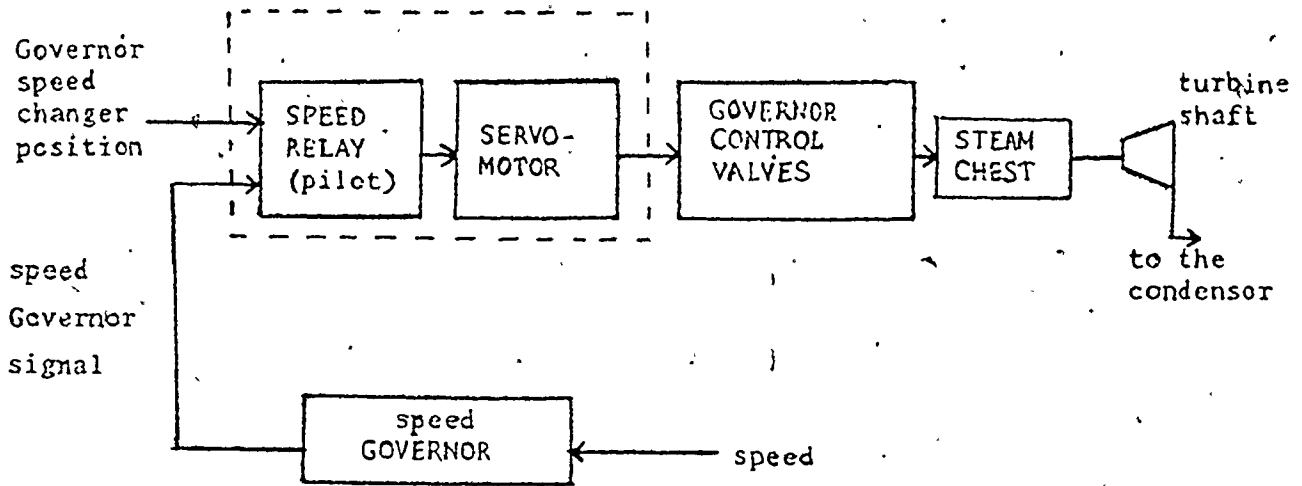 Governor
speed
changer
position
SPEED
RELAY
(pilot)
SERVO-
MOTOR
GOVERNOR
CONTROL
VALVES
STEAM
CHEST
turbine
shaft
to the
condensor
speed
Governor
signal
speed
GOVERNOR
speed